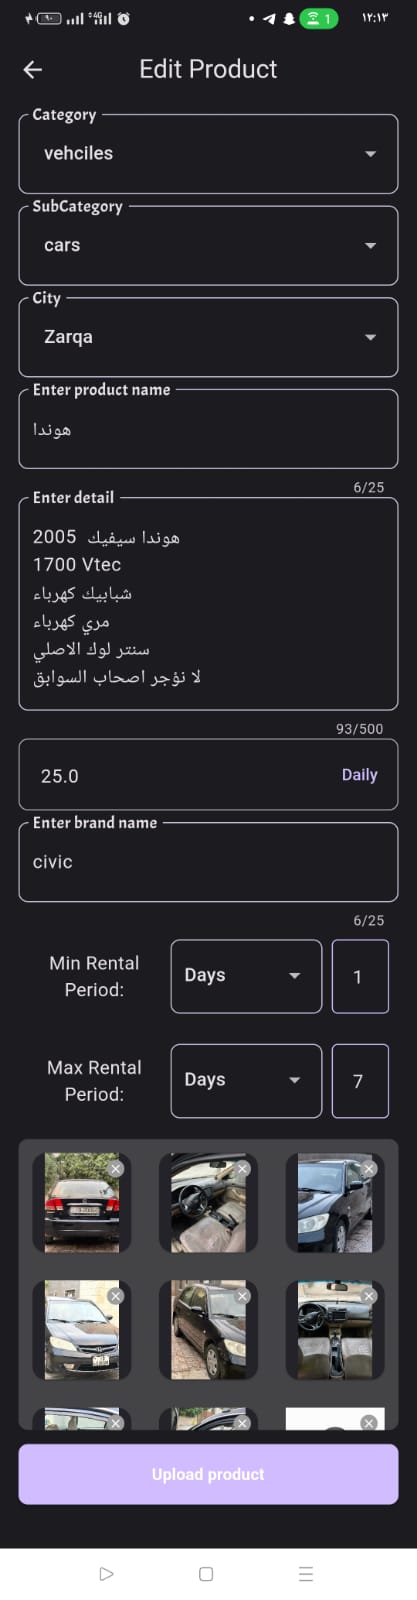 ٩٠
4G
1
١٢:١٣
Edit Product
Category
vehciles
SubCategory
cars
City
Zarqa
Enter product name
هوندا
6/25
Enter detail
هوندا سيفيك 2005
1700 Vtec
شبابيك كهرباء
مري كهرباء
سنتر لوك الاصلي
لا نؤجر اصحاب السوابق
93/500
25.0
Daily
Enter brand name
civic
6/25
Min Rental
Period:
Days
1
Max Rental
Period:
Days
7
Upload product